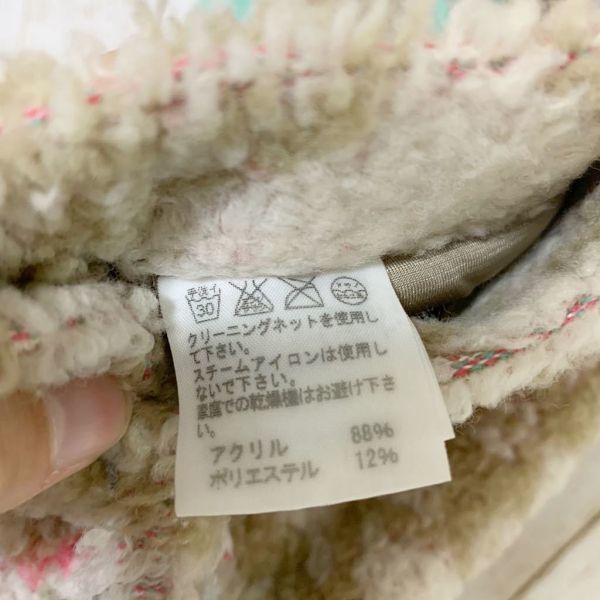 手洗イ
30
クリーニングネットを使用し
て下さい。
スチームアイロンは使用し
ないで下さい。
家庭での乾燥機はお避け下さ
い。
アクリル 88%
ポリエステル 12%